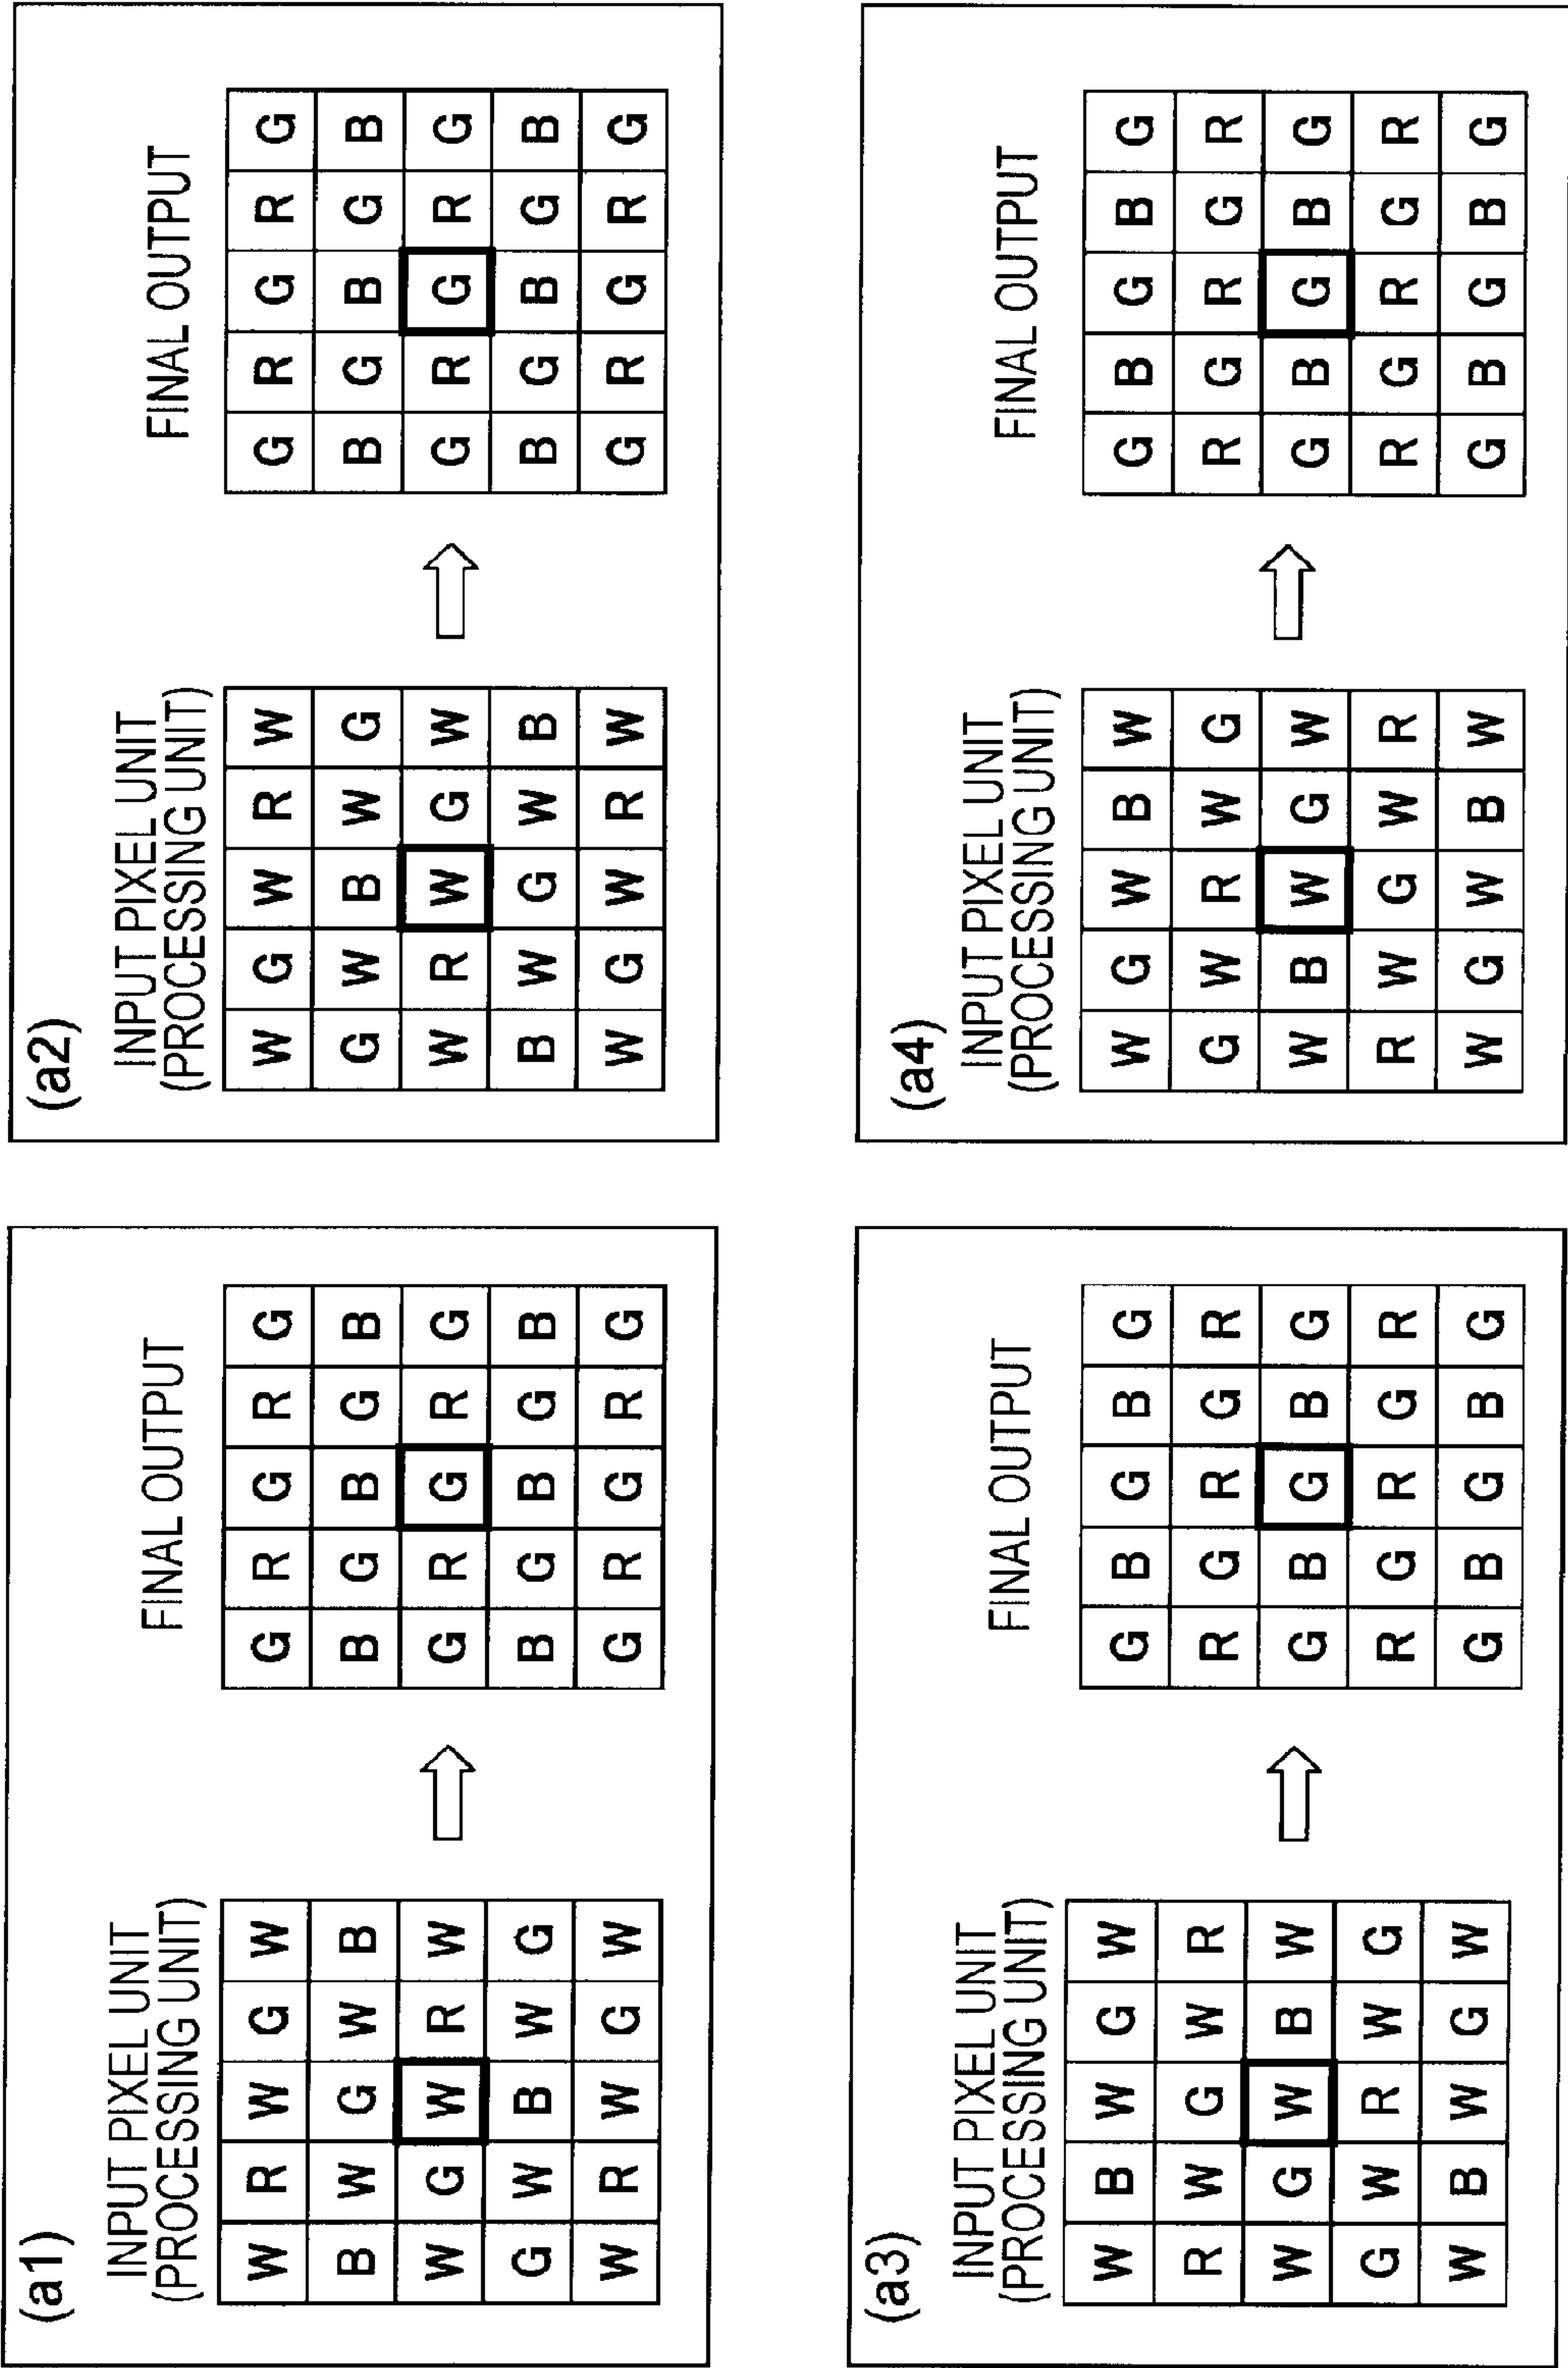 (a1)
INPUT PIXEL UNIT
(PROCESSING UNIT)
W R W G W
B W G W B
W G W R W
G W B W G
W R W G W
FINAL OUTPUT
G R G R G
B G B G B
G R G R G
B G B G B
G R G R G
(a2)
INPUT PIXEL UNIT
(PROCESSING UNIT)
W G W R W
G W B W G
W R W G W
B W G W B
W G W R W
FINAL OUTPUT
G R G R G
B G B G B
G R G R G
B G B G B
G R G R G
(a3)
INPUT PIXEL UNIT
(PROCESSING UNIT)
W B W G W
R W G W R
W G W B W
G W R W G
W B W G W
FINAL OUTPUT
G B G B G
R G R G R
G B G B G
R G R G R
G B G B G
(a4)
INPUT PIXEL UNIT
(PROCESSING UNIT)
W G W B W
G W R W G
W B W G W
R W G W R
W G W B W
FINAL OUTPUT
G B G B G
R G R G R
G B G B G
R G R G R
G B G B G